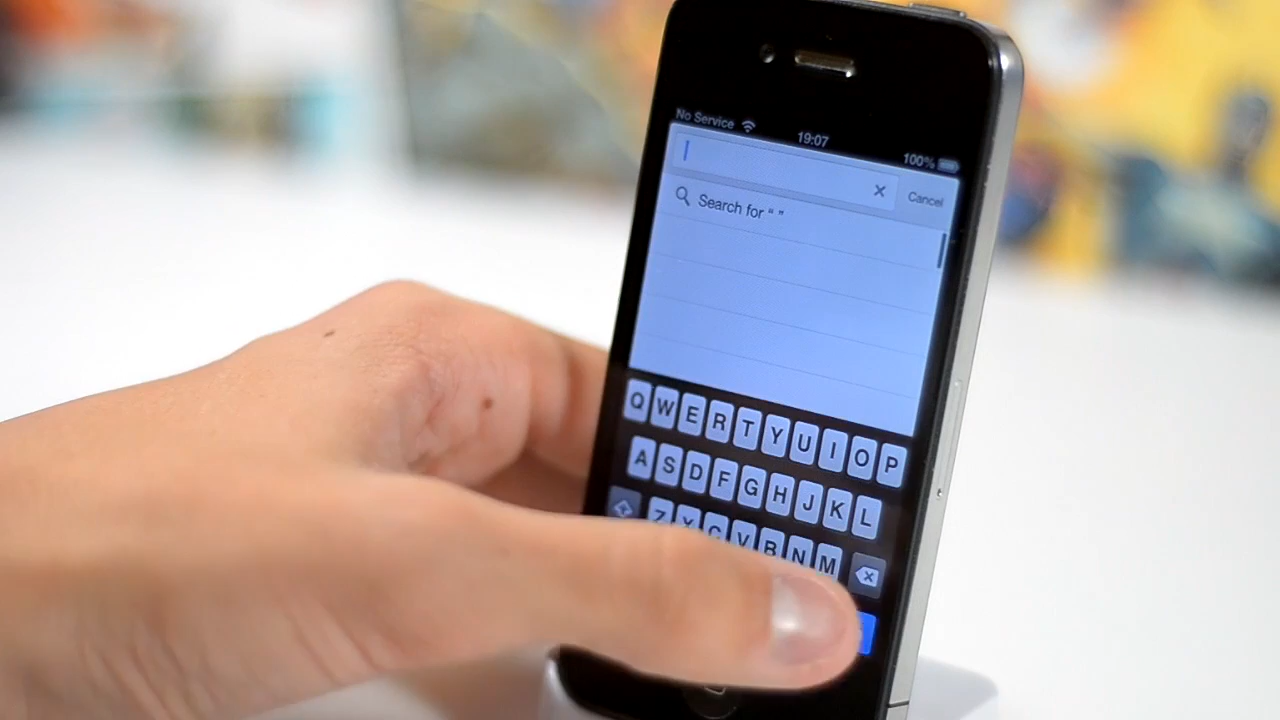 No Service 19:07 100%
Cancel
Search for “ ”
Q W E R T Y U I O P
A S D F G H J K L
Z X C V B N M